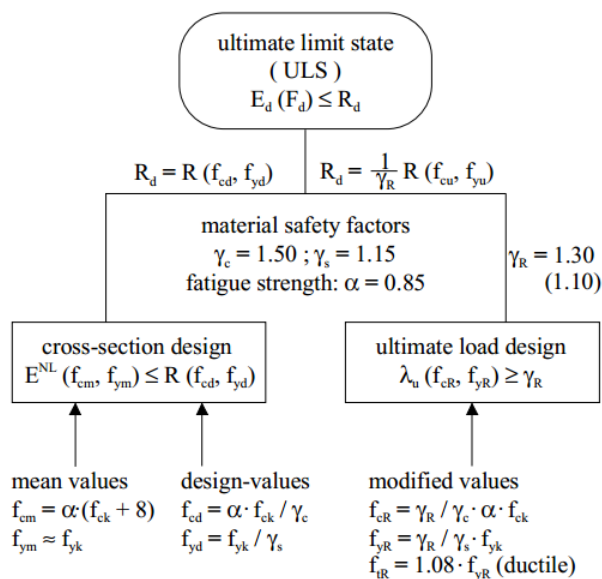 ultimate limit state
( ULS )
E_d (F_d) ≤ R_d
R_d = R (f_cd, f_yd)
R_d = 1/γ_R R (f_cu, f_yu)
material safety factors
γ_c = 1.50 ; γ_s = 1.15
fatigue strength: α = 0.85
γ_R = 1.30
(1.10)
cross-section design
E^NL (f_cm, f_ym) ≤ R (f_cd, f_yd)
ultimate load design
λ_u (f_cR, f_yR) ≥ γ_R
mean values
f_cm = α·(f_ck + 8)
f_ym ≈ f_yk
design-values
f_cd = α· f_ck / γ_c
f_yd = f_yk / γ_s
modified values
f_cR = γ_R / γ_c· α· f_ck
f_yR = γ_R / γ_s· f_yk
f_tR = 1.08· f_yR (ductile)